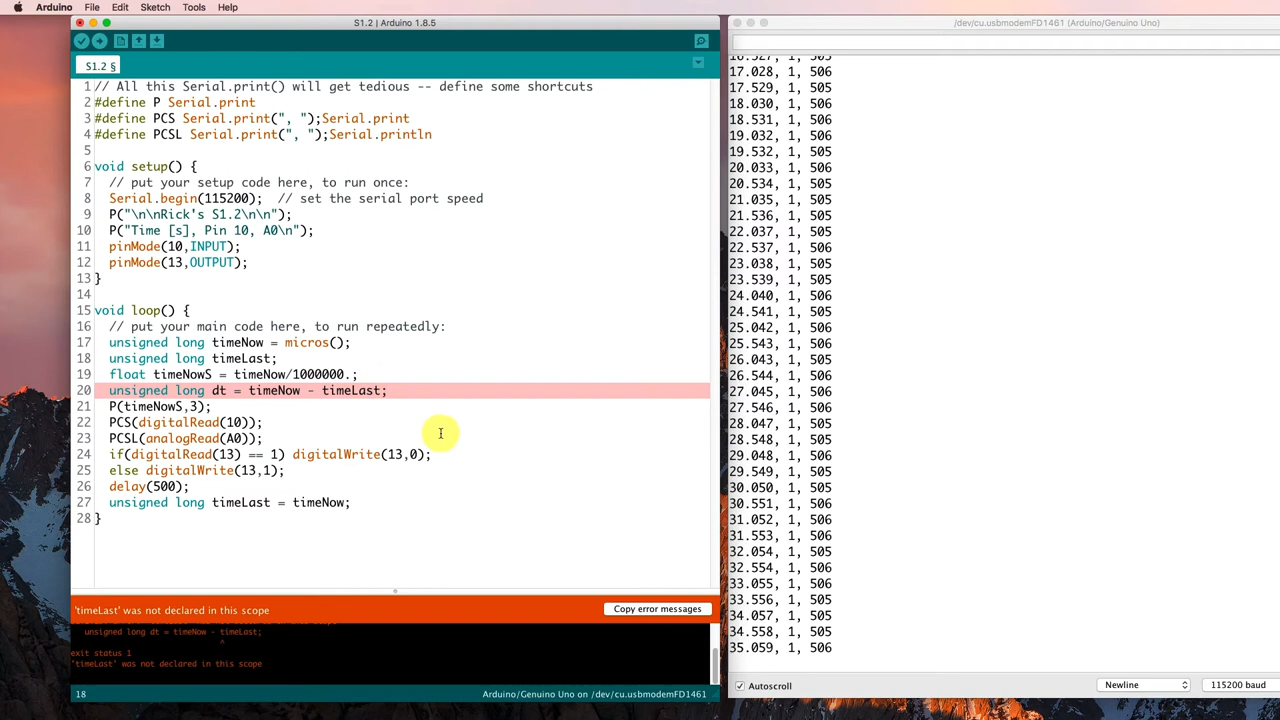 Arduino File Edit Sketch Tools Help
S1.2 | Arduino 1.8.5
S1.2 §
1 // All this Serial.print() will get tedious -- define some shortcuts
2 #define P Serial.print
3 #define PCS Serial.print(", ");Serial.print
4 #define PCSL Serial.print(", ");Serial.println
5
6 void setup() {
7 // put your setup code here, to run once:
8 Serial.begin(115200); // set the serial port speed
9 P("\n\nRick's S1.2\n\n");
10 P("Time [s], Pin 10, A0\n");
11 pinMode(10,INPUT);
12 pinMode(13,OUTPUT);
13 }
14
15 void loop() {
16 // put your main code here, to run repeatedly:
17 unsigned long timeNow = micros();
18 unsigned long timeLast;
19 float timeNowS = timeNow/1000000.;
20 unsigned long dt = timeNow - timeLast;
21 P(timeNowS,3);
22 PCS(digitalRead(10));
23 PCSL(analogRead(A0));
24 if(digitalRead(13) == 1) digitalWrite(13,0);
25 else digitalWrite(13,1);
26 delay(500);
27 unsigned long timeLast = timeNow;
28 }
'timeLast' was not declared in this scope
Copy error messages
unsigned long dt = timeNow - timeLast;
^
exit status 1
'timeLast' was not declared in this scope
18
Arduino/Genuino Uno on /dev/cu.usbmodemFD1461
/dev/cu.usbmodemFD1461 (Arduino/Genuino Uno)
16.527, 1, 505
17.028, 1, 506
17.529, 1, 505
18.030, 1, 506
18.531, 1, 505
19.032, 1, 506
19.532, 1, 505
20.033, 1, 506
20.534, 1, 505
21.035, 1, 506
21.536, 1, 506
22.037, 1, 505
22.537, 1, 506
23.038, 1, 505
23.539, 1, 506
24.040, 1, 506
24.541, 1, 505
25.042, 1, 506
25.543, 1, 506
26.043, 1, 505
26.544, 1, 506
27.045, 1, 506
27.546, 1, 506
28.047, 1, 505
28.548, 1, 506
29.048, 1, 506
29.549, 1, 505
30.050, 1, 505
30.551, 1, 506
31.052, 1, 506
31.553, 1, 506
32.054, 1, 505
32.554, 1, 506
33.055, 1, 506
33.556, 1, 506
34.057, 1, 505
34.558, 1, 506
35.059, 1, 506
Autoscroll
Newline
115200 baud